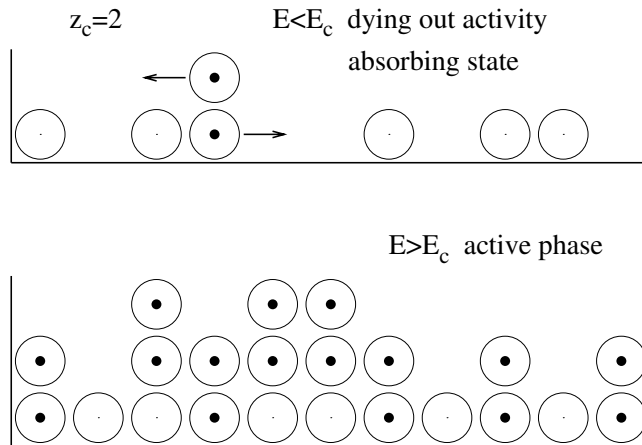 z_c=2 E<E_c dying out activity
absorbing state
E>E_c active phase